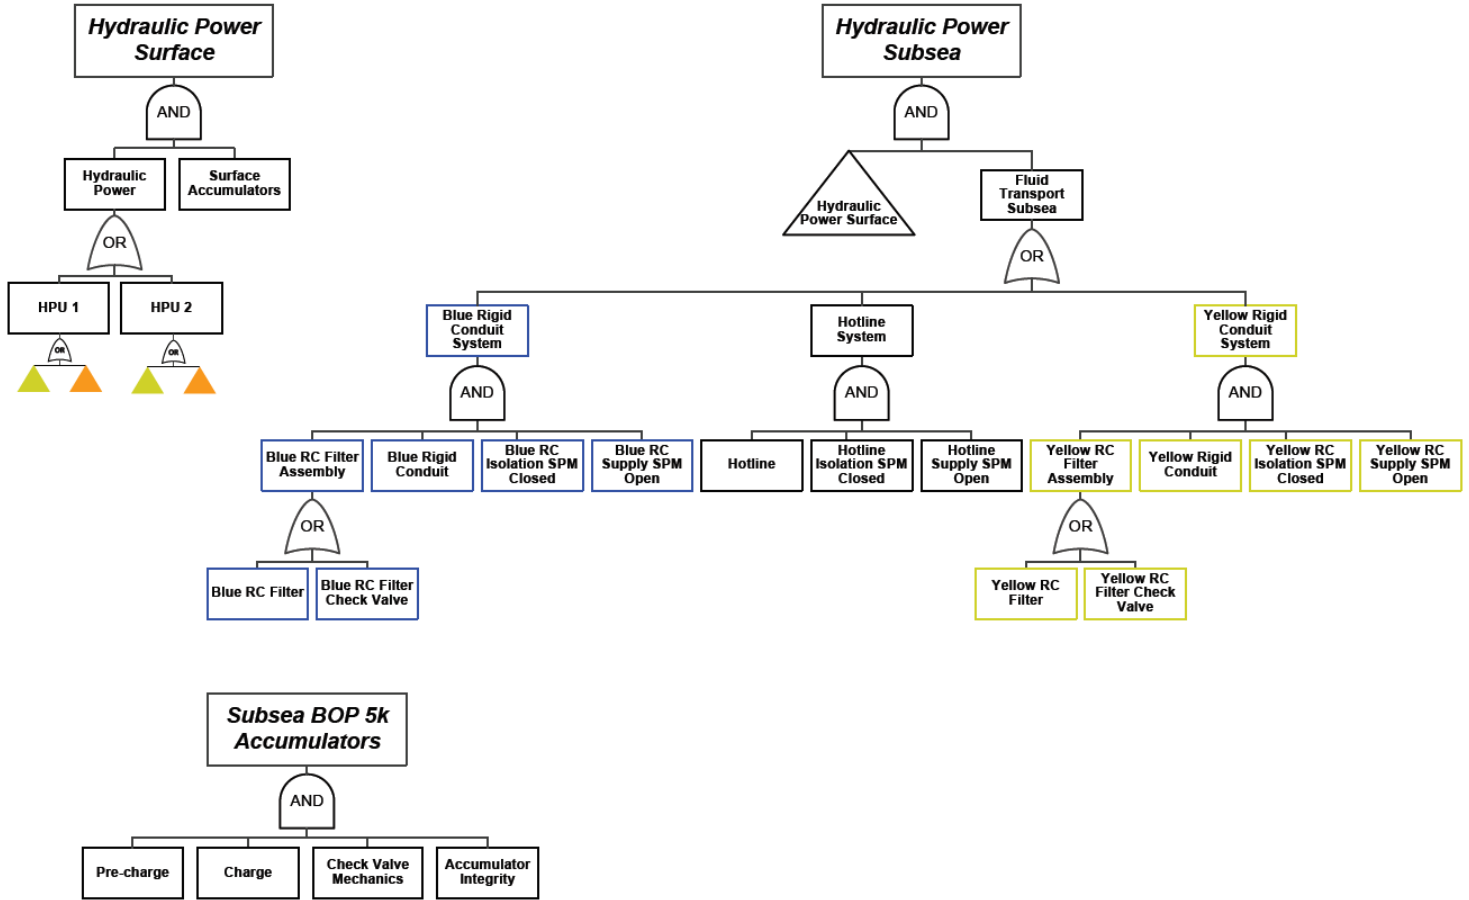 Hydraulic Power
Surface
AND
Hydraulic
Power
Surface
Accumulators
OR
HPU 1
HPU 2
OR
OR
Hydraulic Power
Subsea
AND
Hydraulic
Power Surface
Fluid
Transport
Subsea
OR
Blue Rigid
Conduit
System
Hotline
System
Yellow Rigid
Conduit
System
AND
AND
AND
Blue RC Filter
Assembly
Blue Rigid
Conduit
Blue RC
Isolation SPM
Closed
Blue RC
Supply SPM
Open
Hotline
Hotline
Isolation SPM
Closed
Hotline
Supply SPM
Open
Yellow RC
Filter
Assembly
Yellow Rigid
Conduit
Yellow RC
Isolation SPM
Closed
Yellow RC
Supply SPM
Open
OR
OR
Blue RC Filter
Blue RC Filter
Check Valve
Yellow RC
Filter
Yellow RC
Filter Check
Valve
Subsea BOP 5k
Accumulators
AND
Pre-charge
Charge
Check Valve
Mechanics
Accumulator
Integrity